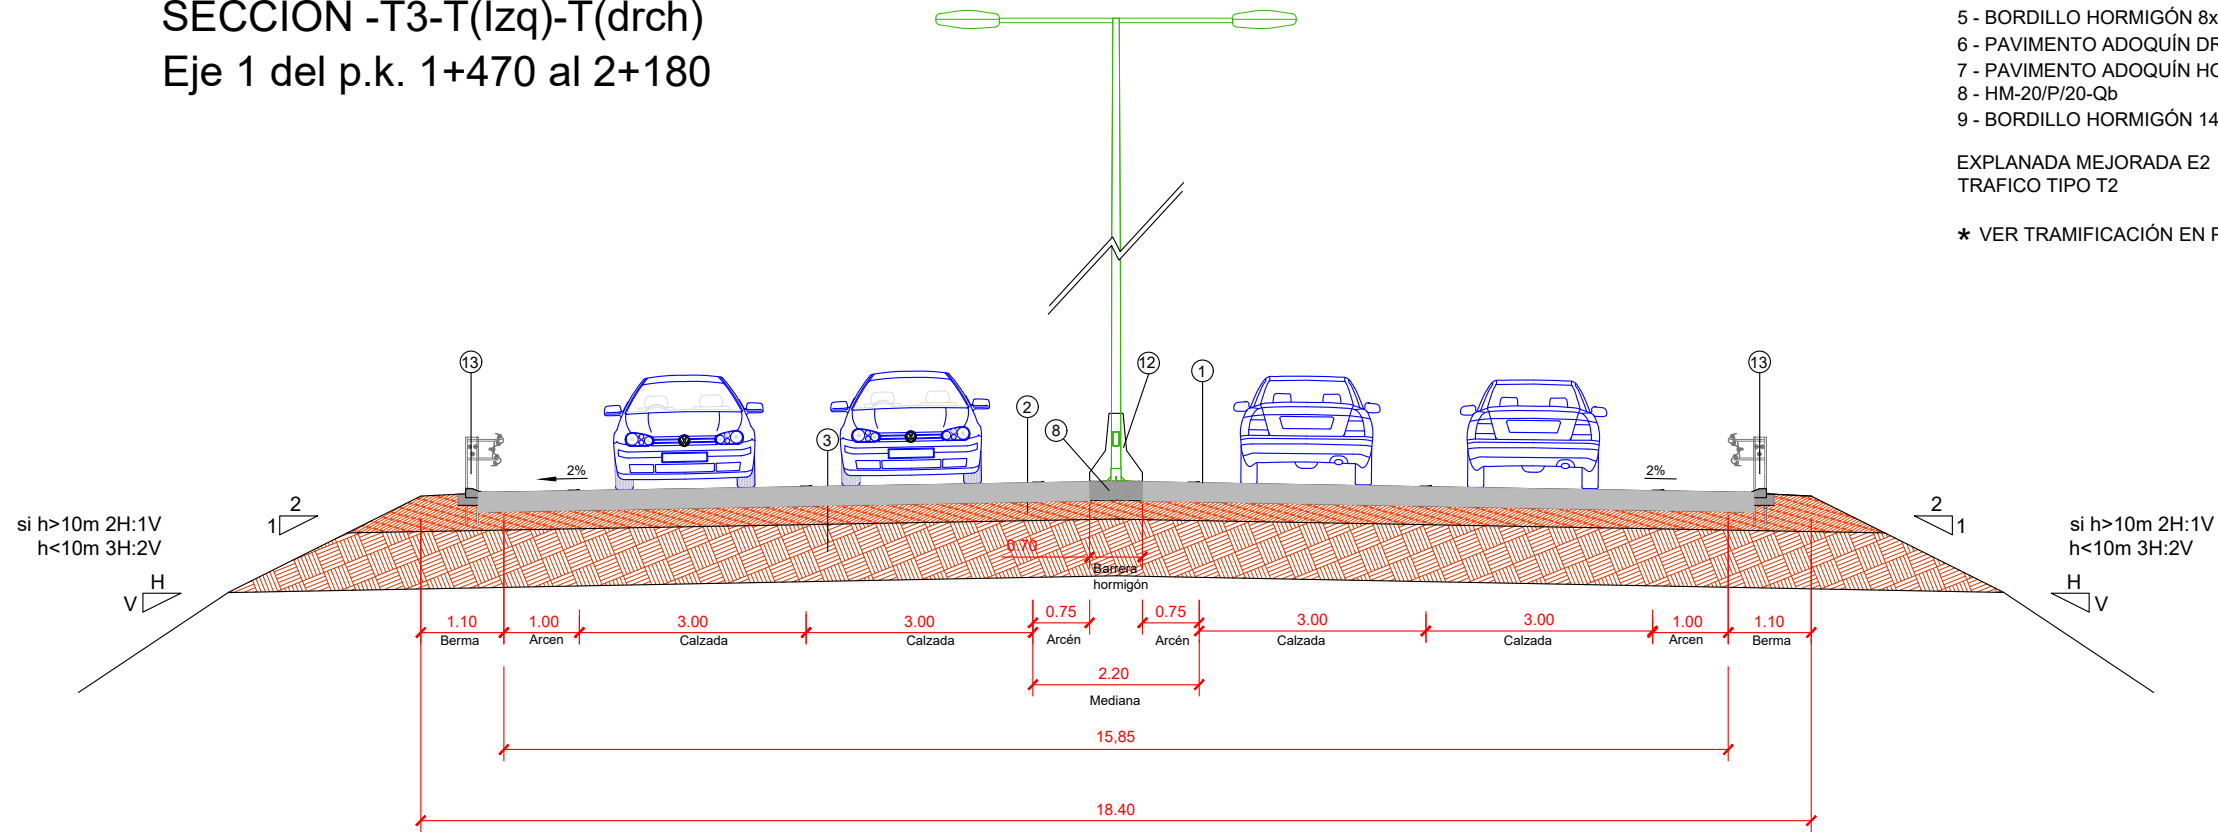 SECCIÓN -T3-T(Izq)-T(drch)
Eje 1 del p.k. 1+470 al 2+180
5 - BORDILLO HORMIGÓN 8x
6 - PAVIMENTO ADOQUÍN DR
7 - PAVIMENTO ADOQUÍN HO
8 - HM-20/P/20-Qb
9 - BORDILLO HORMIGÓN 14
EXPLANADA MEJORADA E2
TRAFICO TIPO T2
* VER TRAMIFICACIÓN EN P
13
12
1
13
2
8
3
2%
2%
2
1
si h>10m 2H:1V
h<10m 3H:2V
H
V
2
1
si h>10m 2H:1V
h<10m 3H:2V
H
V
0.70
Barrera
hormigón
1.10
1.00
3.00
3.00
0.75
0.75
3.00
3.00
1.00
1.10
Berma
Arcen
Calzada
Calzada
Arcén
Arcén
Calzada
Calzada
Arcen
Berma
2.20
Mediana
15,85
18.40